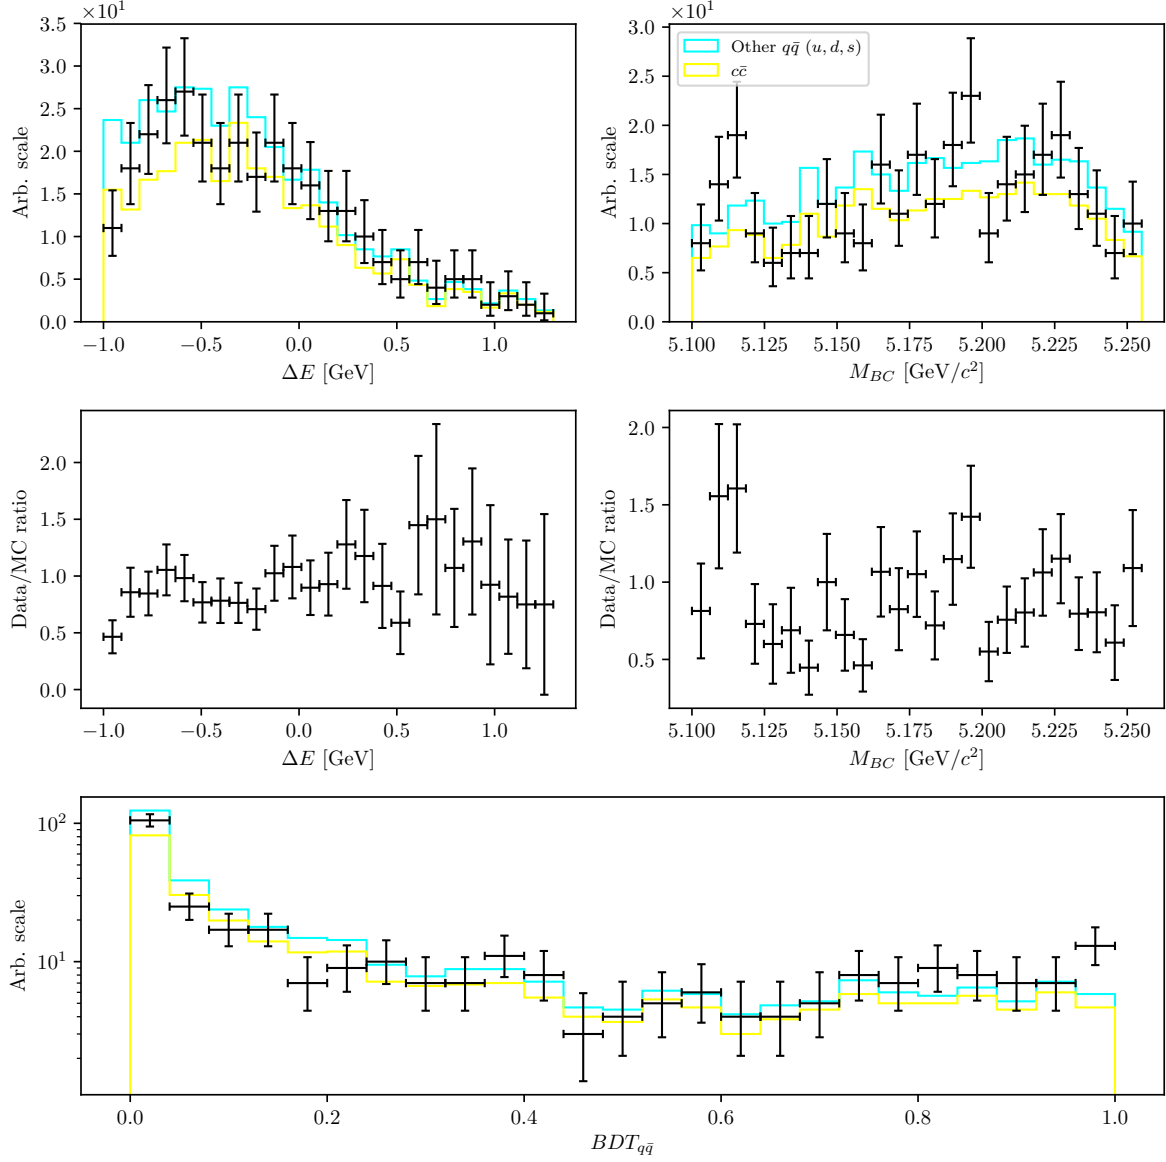 ×10¹
×10¹
3.5
3.0
2.5
2.0
1.5
1.0
0.5
0.0
Arb. scale
−1.0 −0.5 0.0 0.5 1.0
ΔE [GeV]
3.0
2.5
2.0
1.5
1.0
0.5
0.0
Arb. scale
Other qq̄ (u, d, s)
cc̄
5.100 5.125 5.150 5.175 5.200 5.225 5.250
M_BC [GeV/c²]
2.0
1.5
1.0
0.5
0.0
Data/MC ratio
−1.0 −0.5 0.0 0.5 1.0
ΔE [GeV]
2.0
1.5
1.0
0.5
Data/MC ratio
5.100 5.125 5.150 5.175 5.200 5.225 5.250
M_BC [GeV/c²]
10²
10¹
Arb. scale
0.0 0.2 0.4 0.6 0.8 1.0
BDT_qq̄